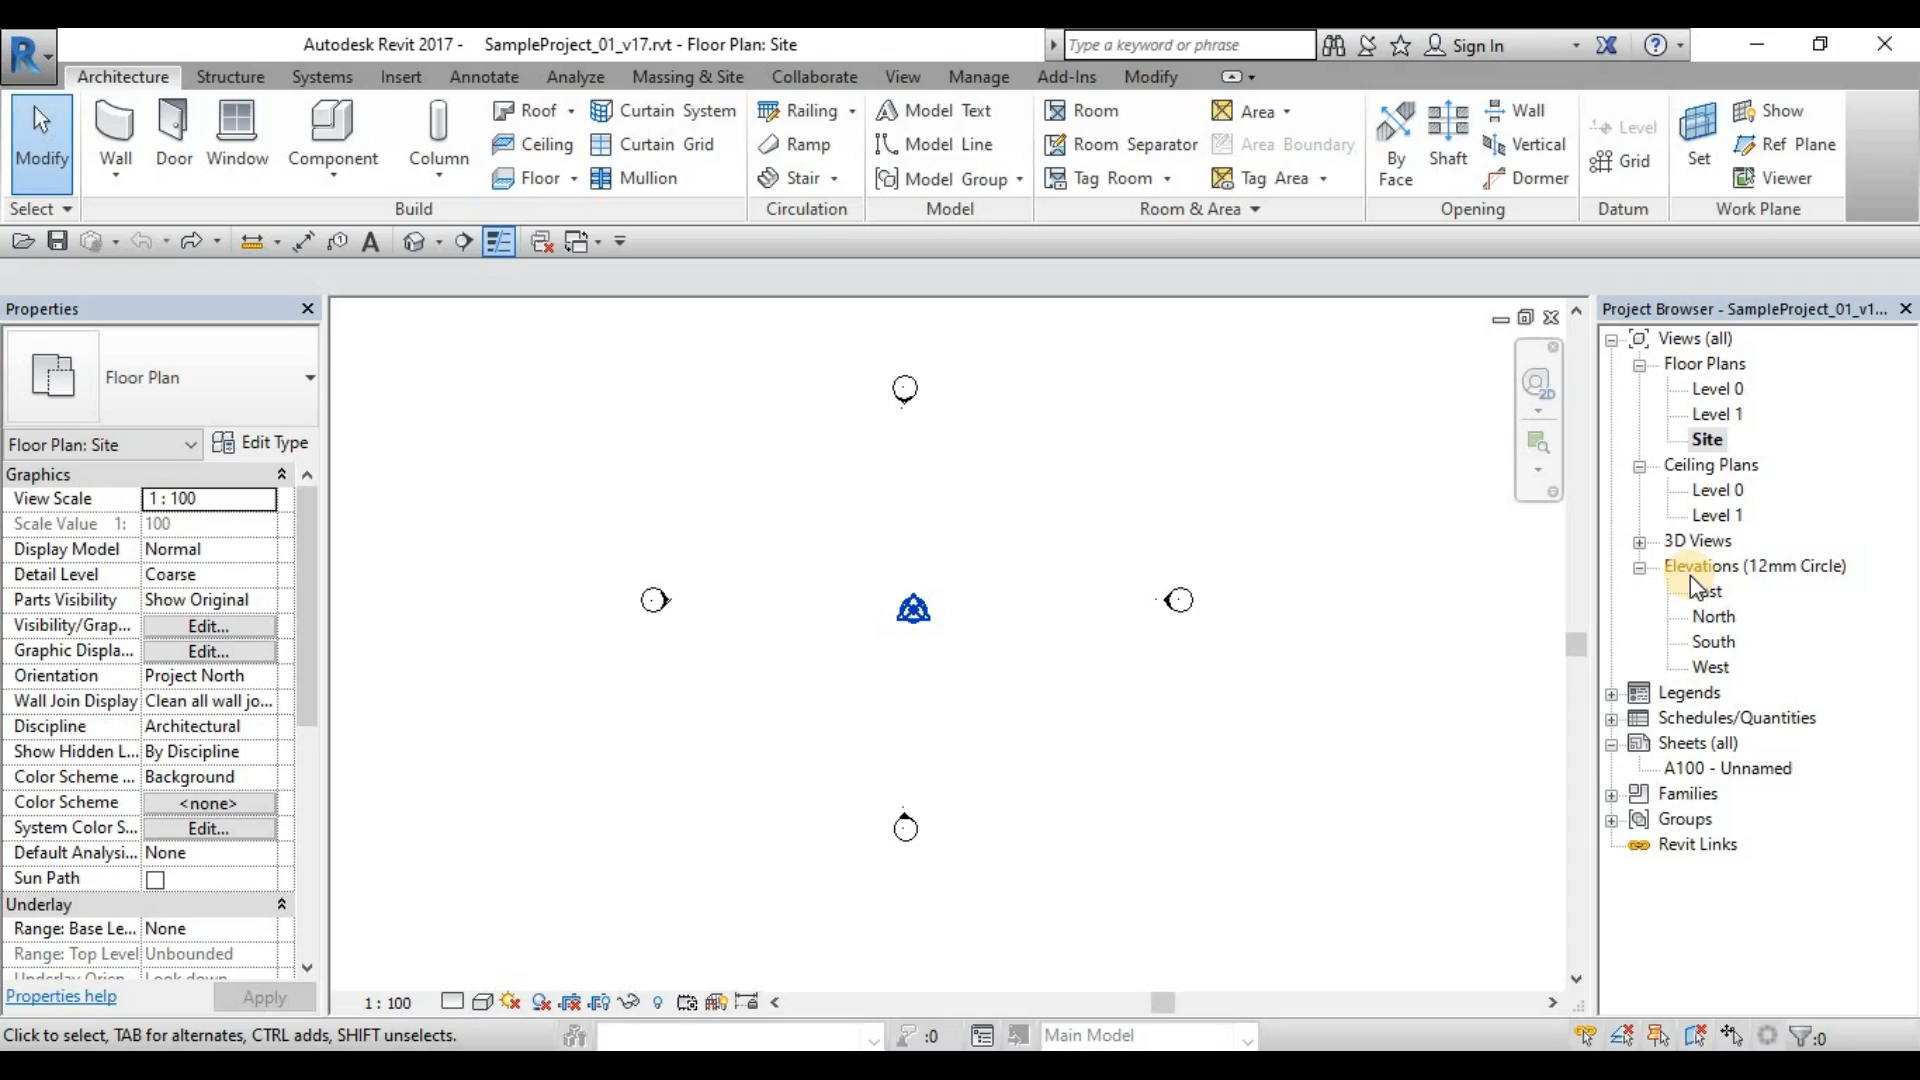 Autodesk Revit 2017 - SampleProject_01_v17.rvt - Floor Plan: Site
Type a keyword or phrase
Sign In
Architecture Structure Systems Insert Annotate Analyze Massing & Site Collaborate View Manage Add-Ins Modify
Roof Curtain System Railing Model Text Room Area Wall Show
Level
Modify Wall Door Window Component Column Ceiling Curtain Grid Ramp Model Line Room Separator Area Boundary By Face Shaft Vertical Set Ref Plane
Grid
Floor Mullion Stair Model Group Tag Room Tag Area Dormer Viewer
Select Build Circulation Model Room & Area Opening Datum Work Plane
A
Properties
Floor Plan
Floor Plan: Site Edit Type
Graphics
View Scale 1 : 100
Scale Value 1: 100
Display Model Normal
Detail Level Coarse
Parts Visibility Show Original
Visibility/Grap... Edit...
Graphic Displa... Edit...
Orientation Project North
Wall Join Display Clean all wall jo...
Discipline Architectural
Show Hidden L... By Discipline
Color Scheme ... Background
Color Scheme <none>
System Color S... Edit...
Default Analysi... None
Sun Path
Underlay
Range: Base Le... None
Range: Top Level Unbounded
Properties help Apply
2D
1 : 100
Project Browser - SampleProject_01_v1...
Views (all)
Floor Plans
Level 0
Level 1
Site
Ceiling Plans
Level 0
Level 1
3D Views
Elevations (12mm Circle)
North
South
West
Legends
Schedules/Quantities
Sheets (all)
A100 - Unnamed
Families
Groups
Revit Links
Click to select, TAB for alternates, CTRL adds, SHIFT unselects.
:0
Main Model
:0